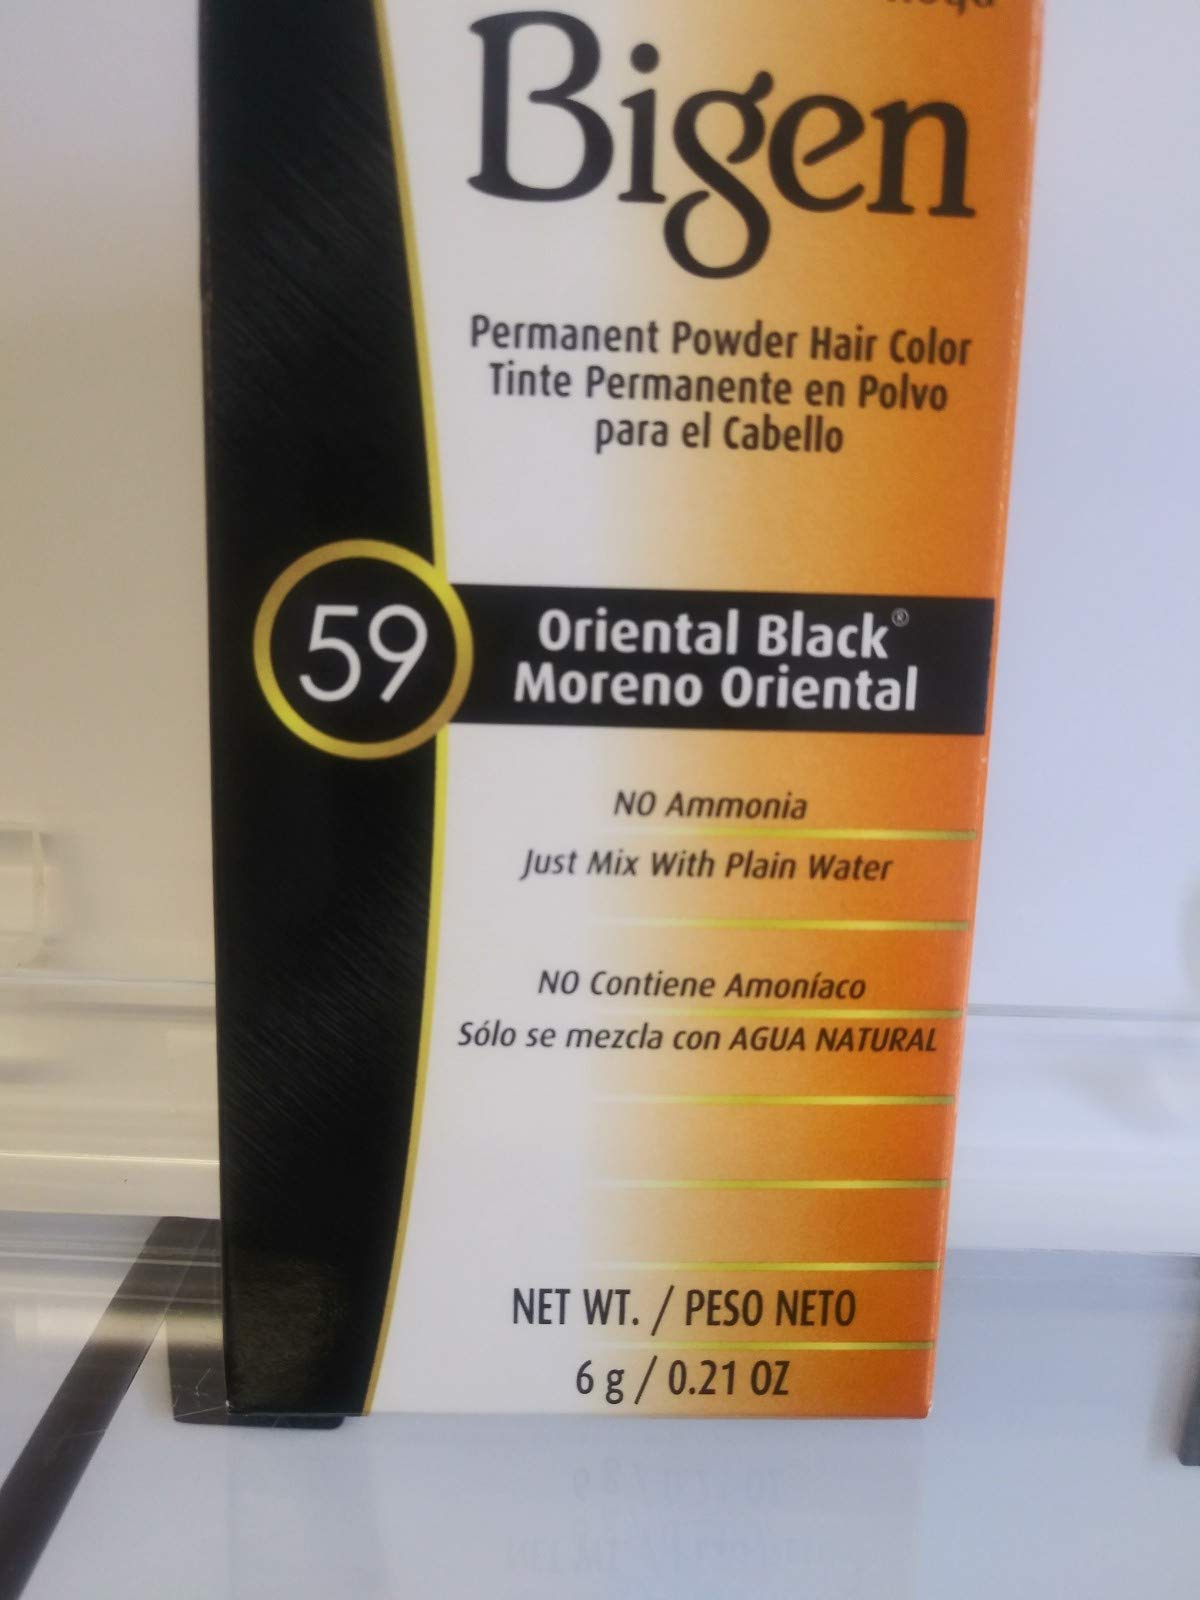 Bigen
Permanent Powder Hair Color
Tinte Permanente en Polvo
para el Cabello
59
Oriental Black®
Moreno Oriental
NO Ammonia
Just Mix With Plain Water
NO Contiene Amoníaco
Sólo se mezcla con AGUA NATURAL
NET WT. / PESO NETO
6 g / 0.21 OZ